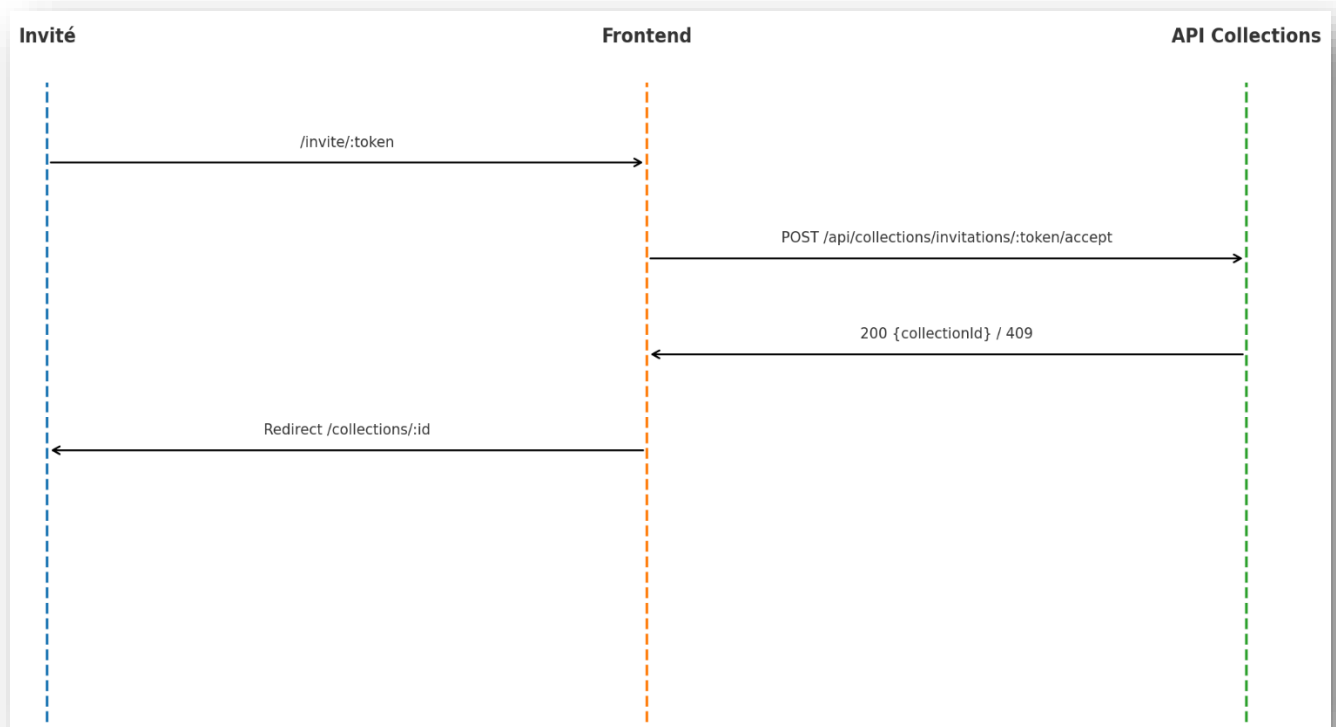 Invité
Frontend
API Collections
/invite/:token
POST /api/collections/invitations/:token/accept
200 {collectionId} / 409
Redirect /collections/:id